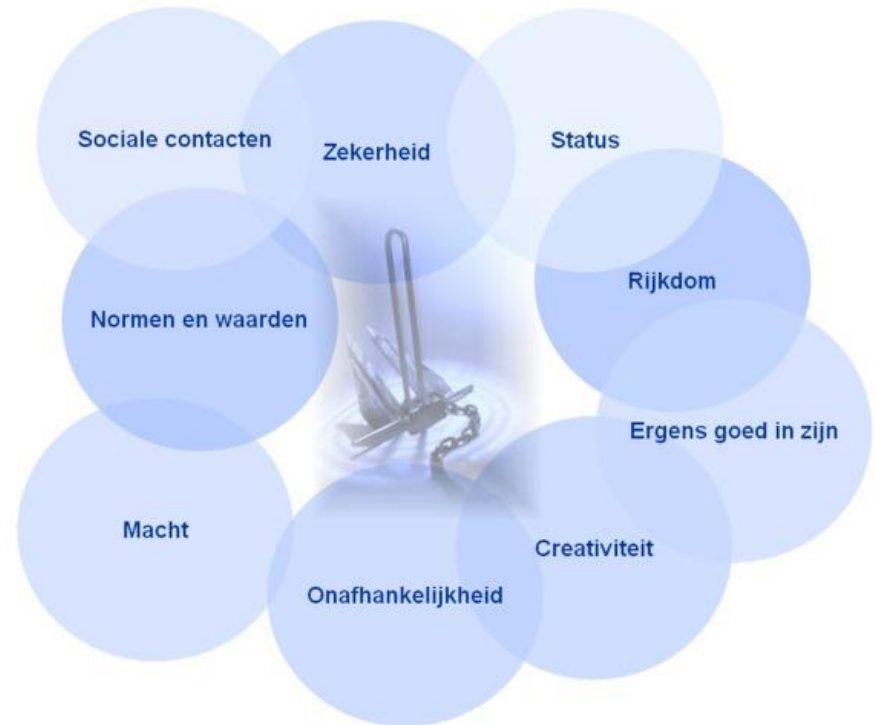 Sociale contacten
Zekerheid
Status
Rijkdom
Normen en waarden
Ergens goed in zijn
Macht
Creativiteit
Onafhankelijkheid